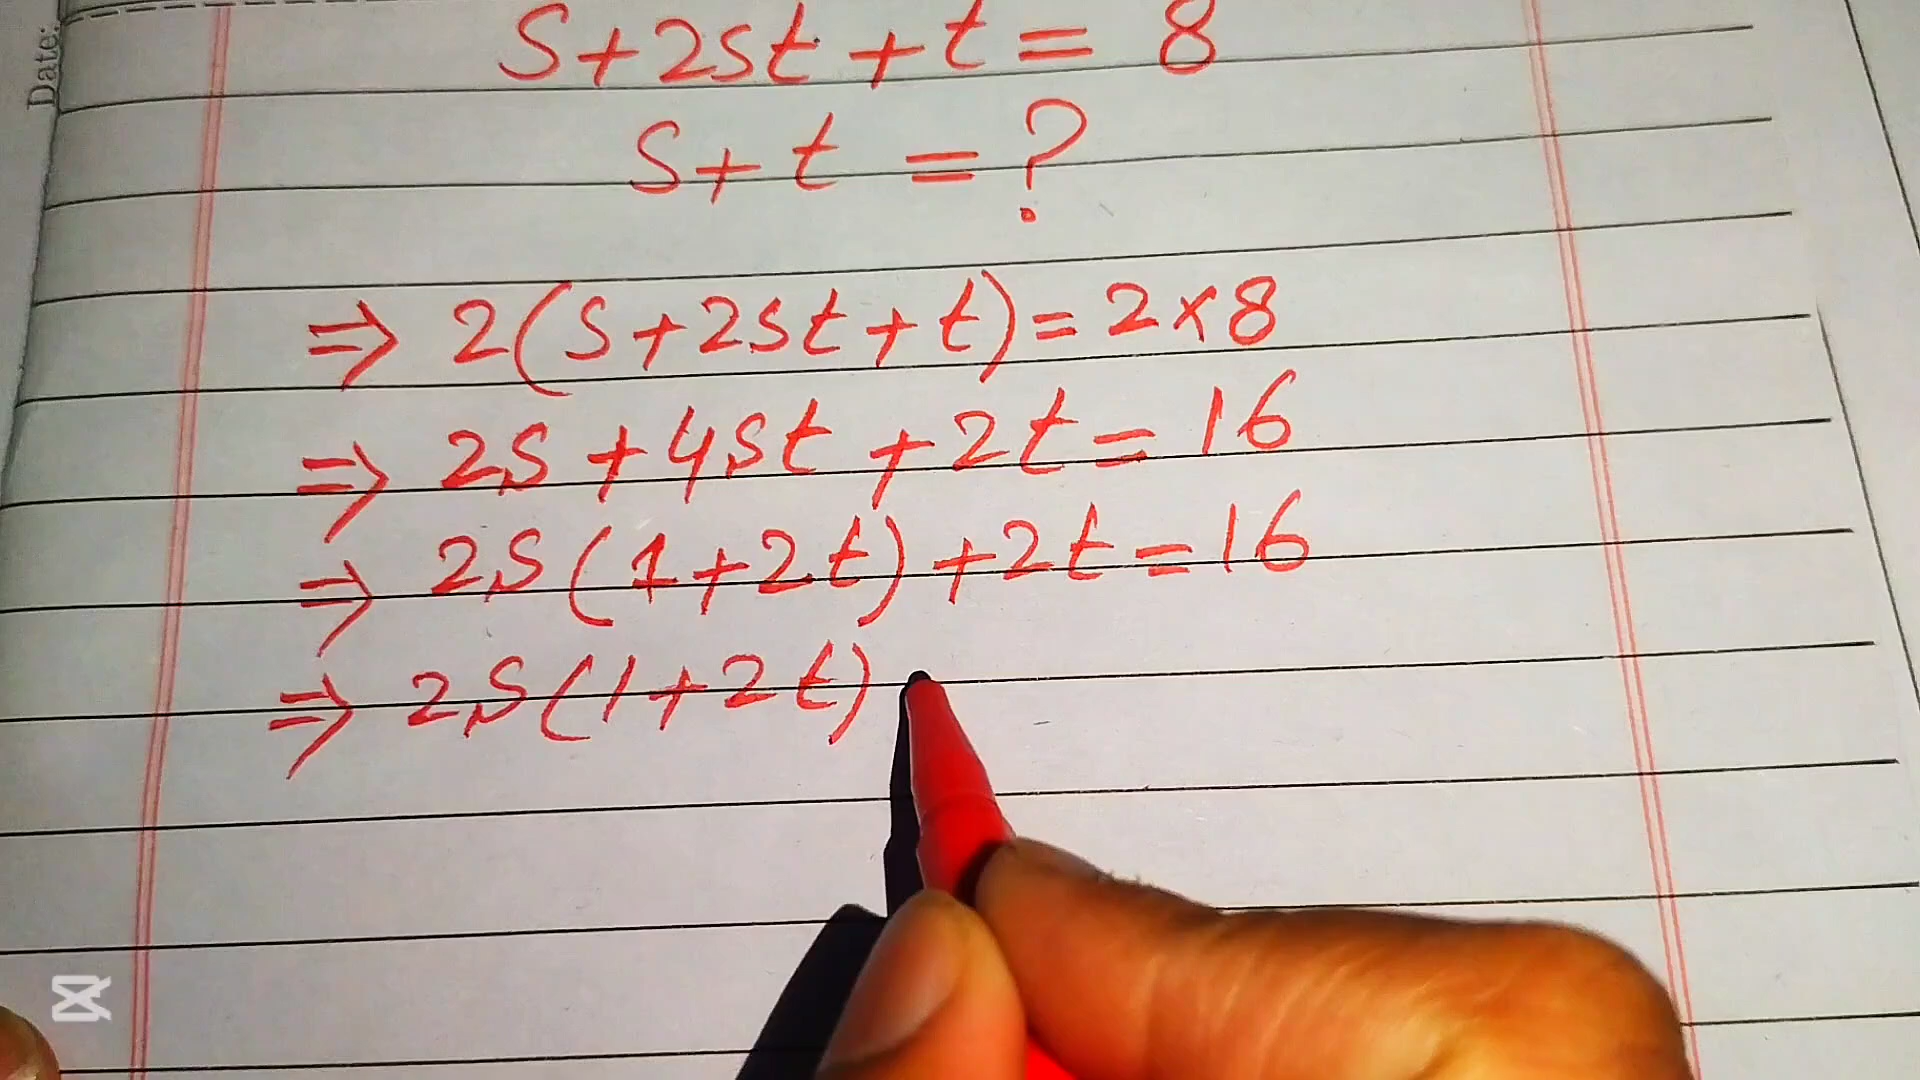 Date:
S+2st+t=8
S+t=?
⇒ 2(S+2st+t)=2×8
⇒ 2s+4st+2t=16
⇒ 2s(1+2t)+2t=16
⇒ 2s(1+2t)